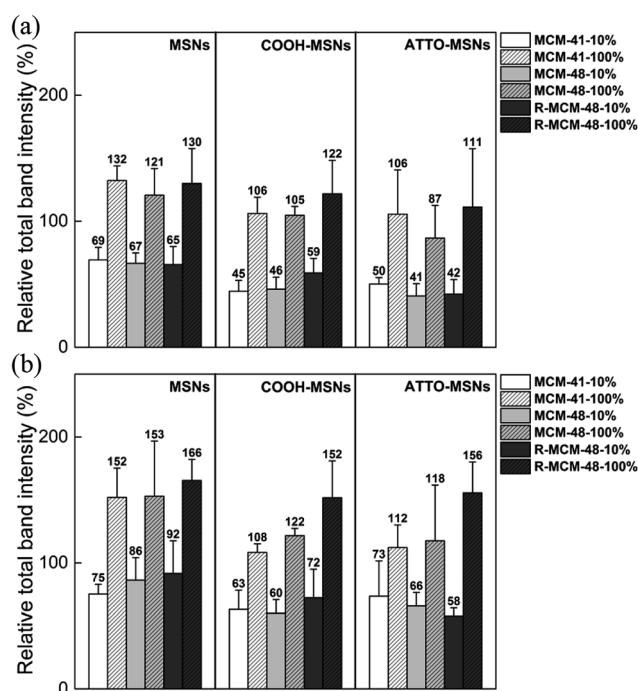 (a)
MSNs
COOH-MSNs
ATTO-MSNs
MCM-41-10%
MCM-41-100%
MCM-48-10%
MCM-48-100%
R-MCM-48-10%
R-MCM-48-100%
Relative total band intensity (%)
200
100
0
69
132
67
121
65
130
45
106
46
105
59
122
50
106
41
87
42
111
(b)
MSNs
COOH-MSNs
ATTO-MSNs
MCM-41-10%
MCM-41-100%
MCM-48-10%
MCM-48-100%
R-MCM-48-10%
R-MCM-48-100%
Relative total band intensity (%)
200
100
0
75
152
86
153
92
166
63
108
60
122
72
152
73
112
66
118
58
156